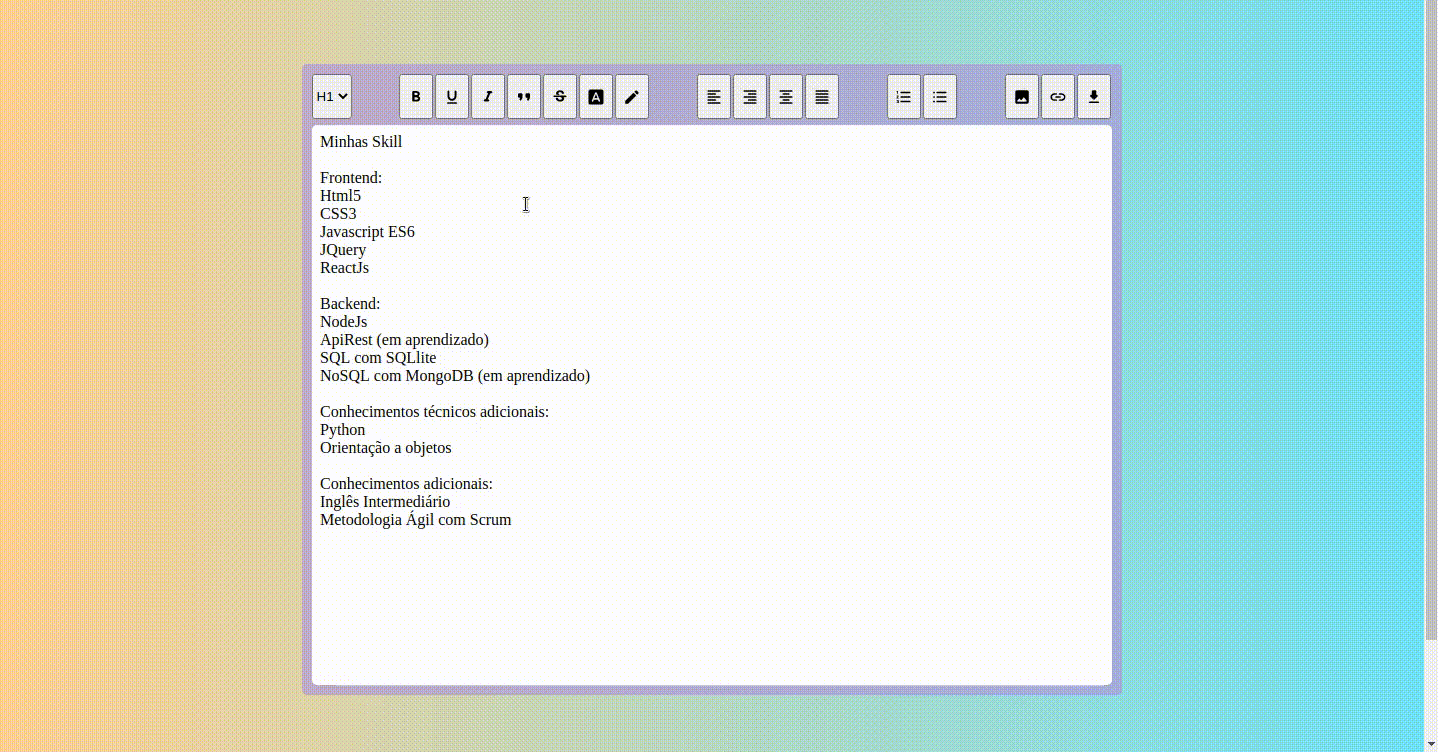 H1
B U I S A
Minhas Skill
Frontend:
Html5
CSS3
Javascript ES6
JQuery
ReactJs
Backend:
NodeJs
ApiRest (em aprendizado)
SQL com SQLlite
NoSQL com MongoDB (em aprendizado)
Conhecimentos técnicos adicionais:
Python
Orientação a objetos
Conhecimentos adicionais:
Inglês Intermediário
Metodologia Ágil com Scrum